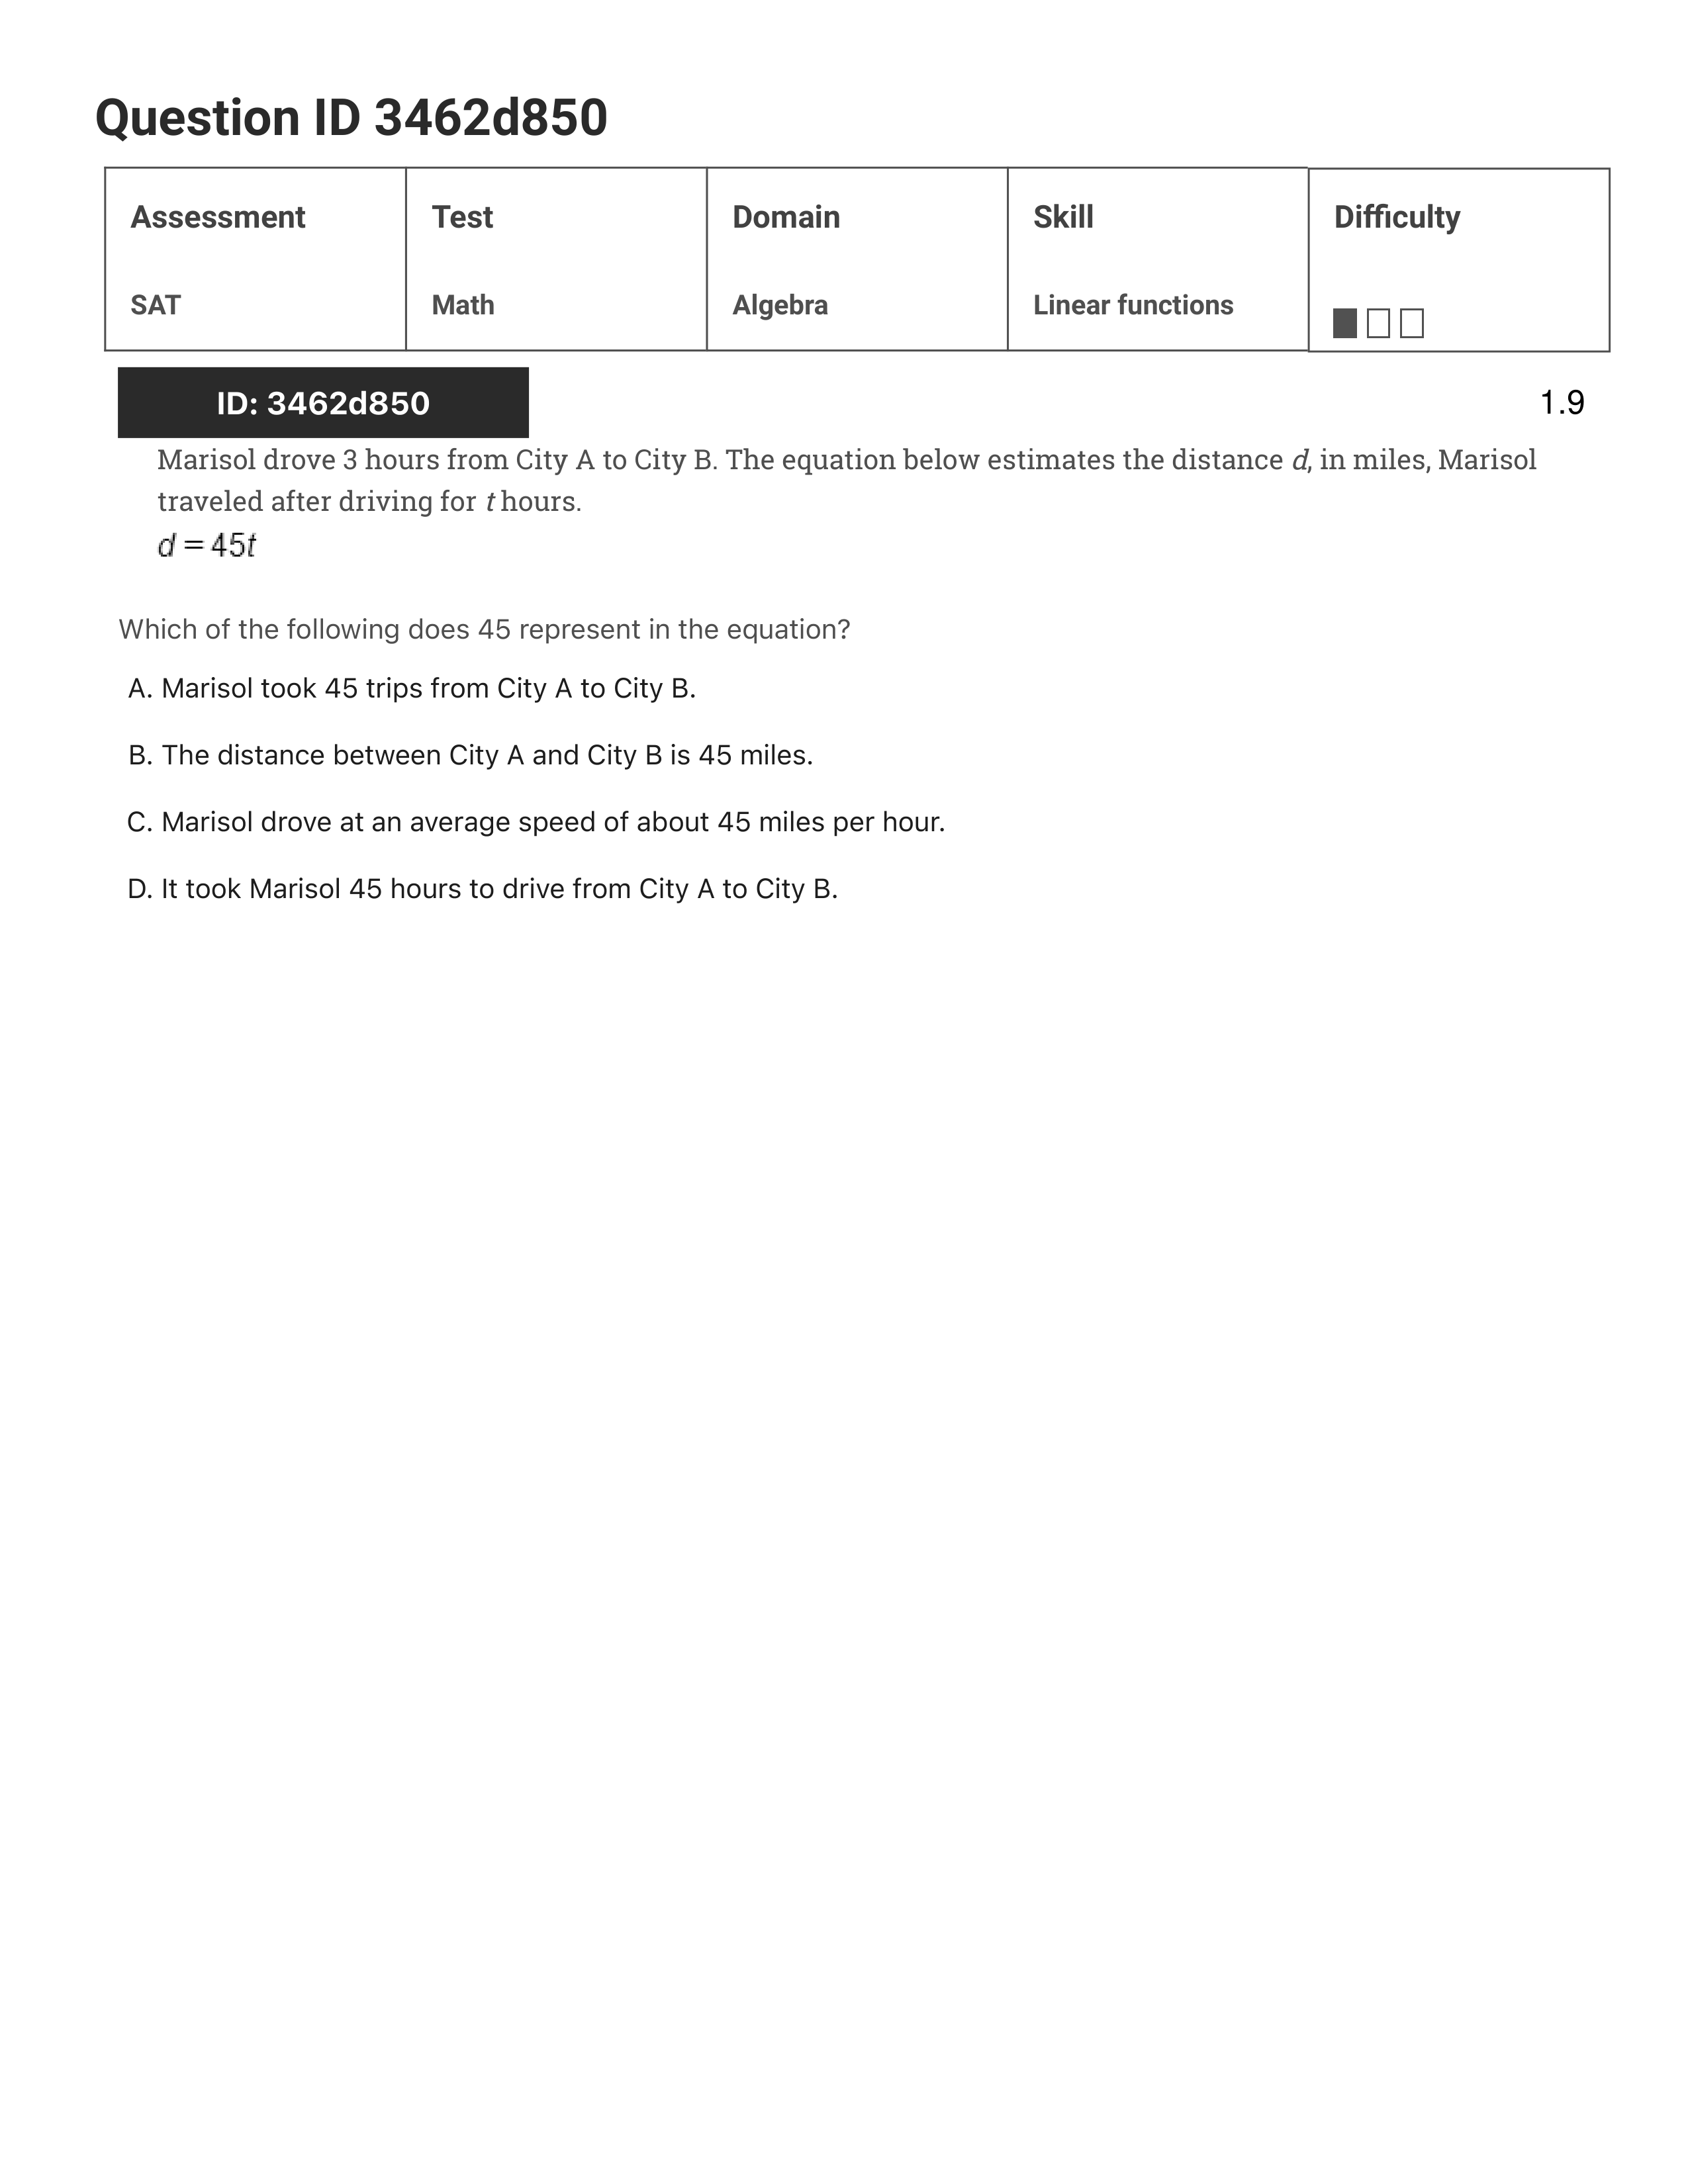 Question ID 3462d850
Assessment Test Domain Skill Difficulty
SAT Math Algebra Linear functions
ID: 3462d850 1.9
Marisol drove 3 hours from City A to City B. The equation below estimates the distance d, in miles, Marisol
traveled after driving for t hours.
d = 45t
Which of the following does 45 represent in the equation?
A. Marisol took 45 trips from City A to City B.
B. The distance between City A and City B is 45 miles.
C. Marisol drove at an average speed of about 45 miles per hour.
D. It took Marisol 45 hours to drive from City A to City B.